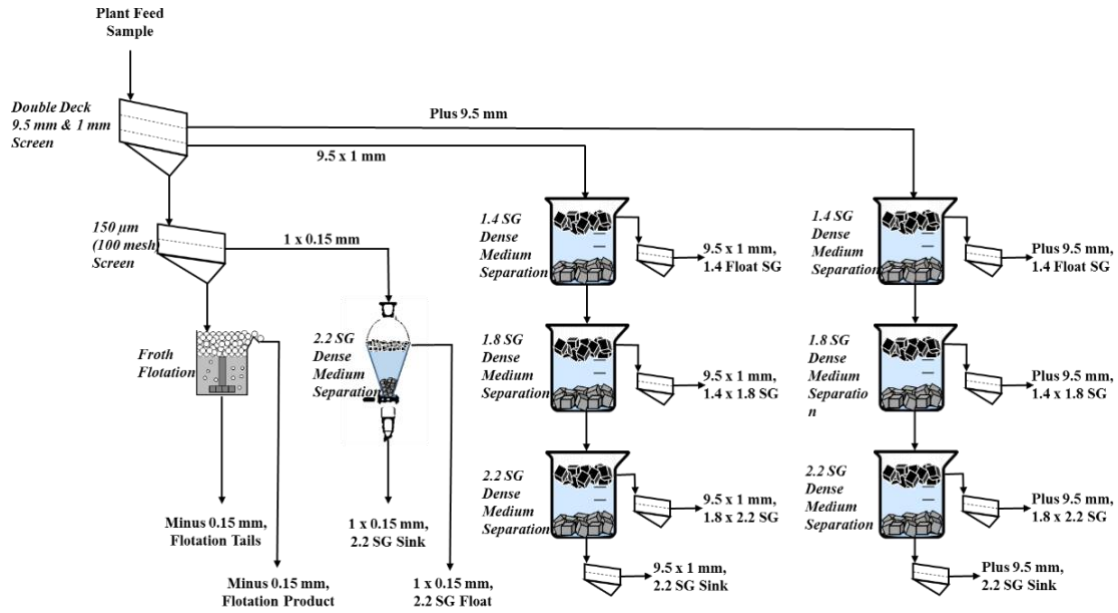 Plant Feed
Sample
Double Deck
9.5 mm & 1 mm
Screen
Plus 9.5 mm
9.5 x 1 mm
150 µm
(100 mesh)
Screen
1 x 0.15 mm
1.4 SG
Dense
Medium
Separation
9.5 x 1 mm,
1.4 Float SG
1.4 SG
Dense
Medium
Separation
Plus 9.5 mm,
1.4 Float SG
Froth
Flotation
2.2 SG
Dense
Medium
Separation
1.8 SG
Dense
Medium
Separation
9.5 x 1 mm,
1.4 x 1.8 SG
1.8 SG
Dense
Medium
Separatio
n
Plus 9.5 mm,
1.4 x 1.8 SG
2.2 SG
Dense
Medium
Separation
9.5 x 1 mm,
1.8 x 2.2 SG
2.2 SG
Dense
Medium
Separation
Plus 9.5 mm,
1.8 x 2.2 SG
Minus 0.15 mm,
Flotation Tails
1 x 0.15 mm,
2.2 SG Sink
9.5 x 1 mm,
2.2 SG Sink
Plus 9.5 mm,
2.2 SG Sink
Minus 0.15 mm,
Flotation Product
1 x 0.15 mm,
2.2 SG Float